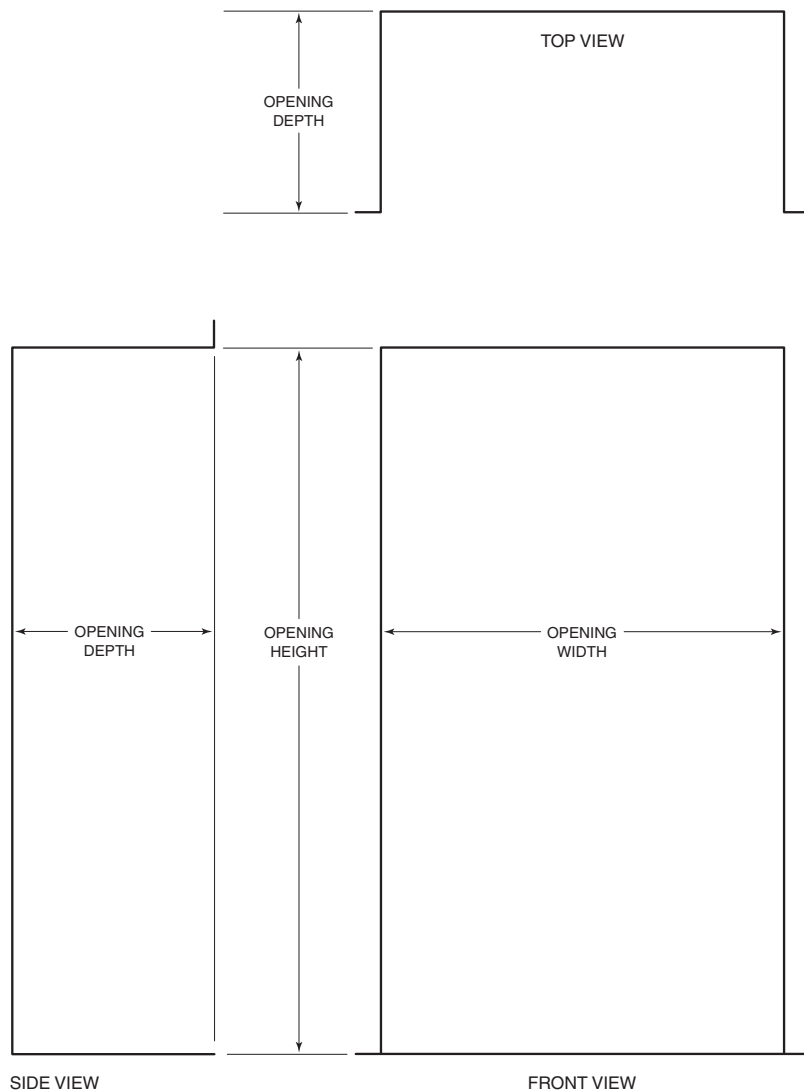 TOP VIEW
OPENING
DEPTH
OPENING
DEPTH
OPENING
HEIGHT
OPENING
WIDTH
SIDE VIEW
FRONT VIEW